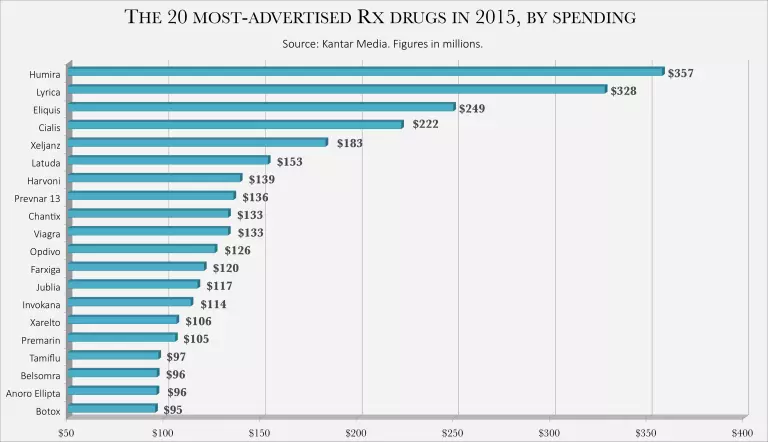 The 20 most-advertised Rx drugs in 2015, by spending
Source: Kantar Media. Figures in millions.
Humira $357
Lyrica $328
Eliquis $249
Cialis $222
Xeljanz $183
Latuda $153
Harvoni $139
Prevnar 13 $136
Chantix $133
Viagra $133
Opdivo $126
Farxiga $120
Jublia $117
Invokana $114
Xarelto $106
Premarin $105
Tamiflu $97
Belsomra $96
Anoro Ellipta $96
Botox $95
$50 $100 $150 $200 $250 $300 $350 $400